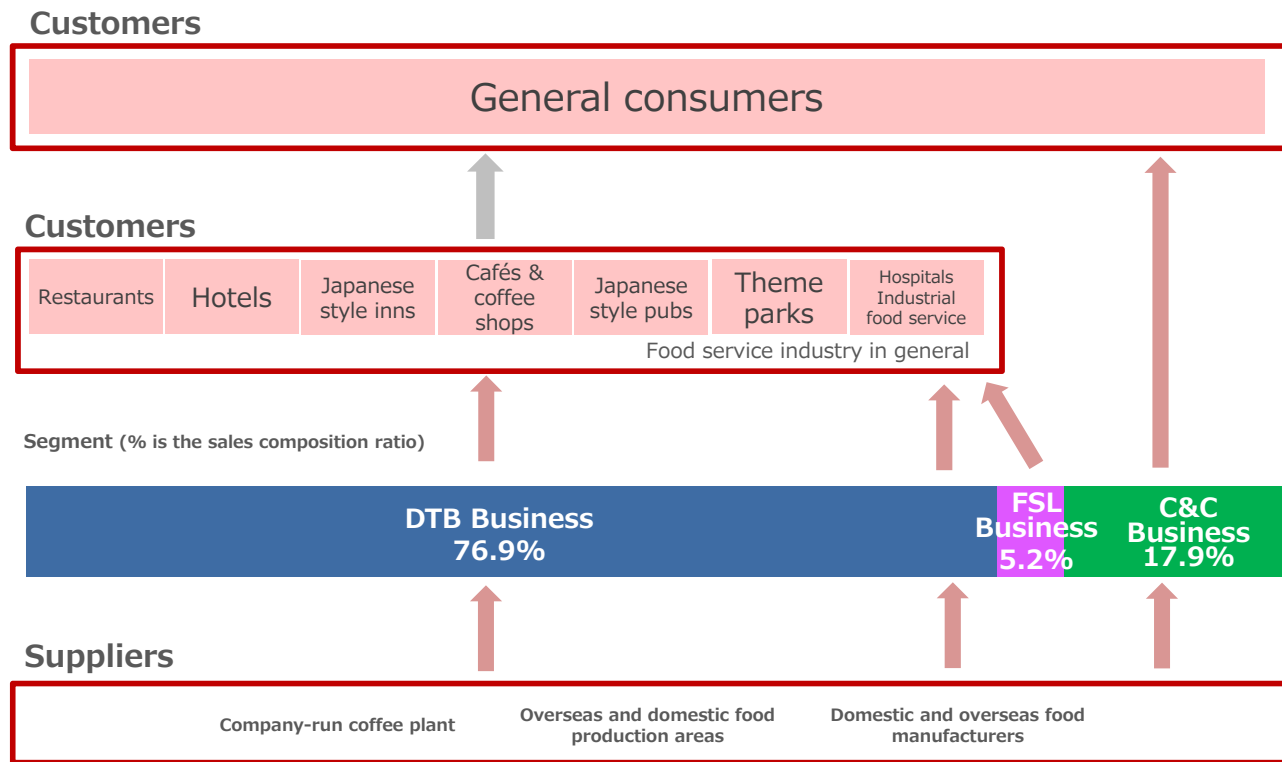 Customers
General consumers
Customers
Restaurants
Hotels
Japanese
style inns
Cafés &
coffee
shops
Japanese
style pubs
Theme
parks
Hospitals
Industrial
food service
Food service industry in general
Segment (% is the sales composition ratio)
DTB Business
76.9%
FSL
Business
5.2%
C&C
Business
17.9%
Suppliers
Company-run coffee plant
Overseas and domestic food
production areas
Domestic and overseas food
manufacturers